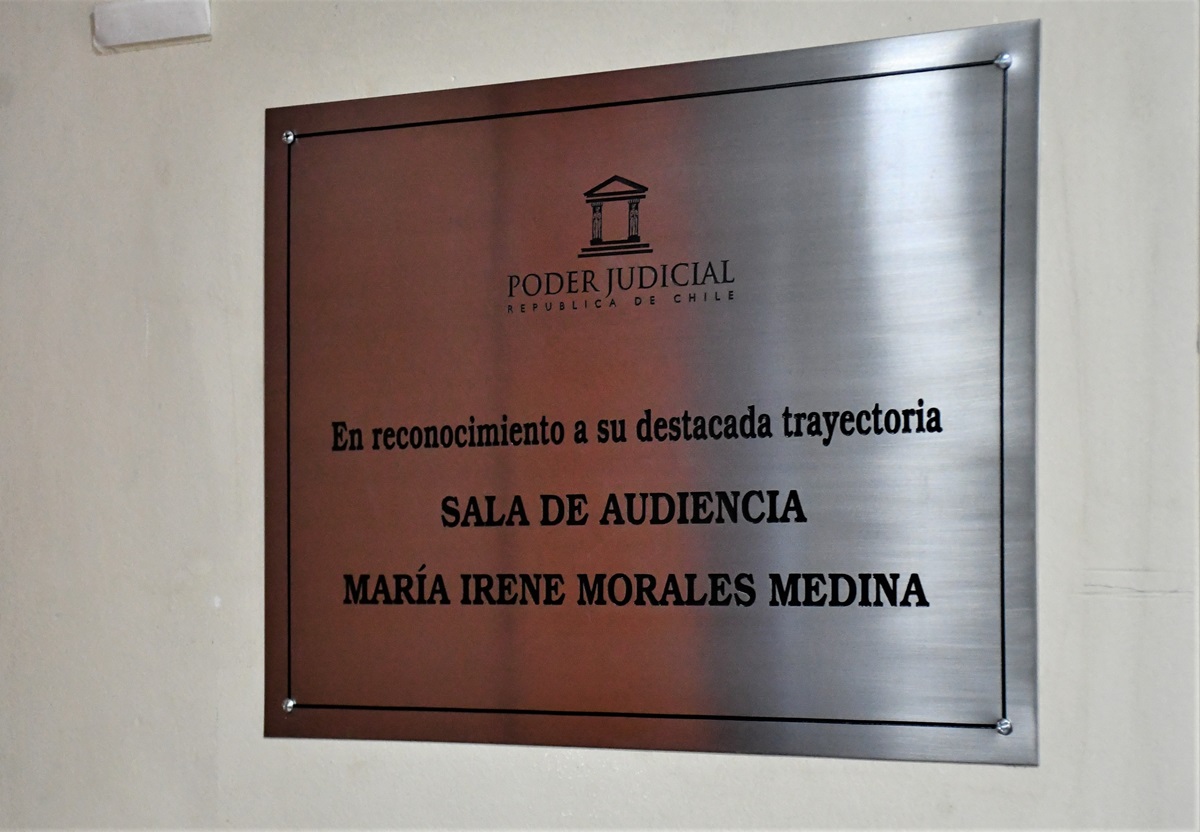 PODER JUDICIAL
REPUBLICA DE CHILE
En reconocimiento a su destacada trayectoria
SALA DE AUDIENCIA
MARÍA IRENE MORALES MEDINA